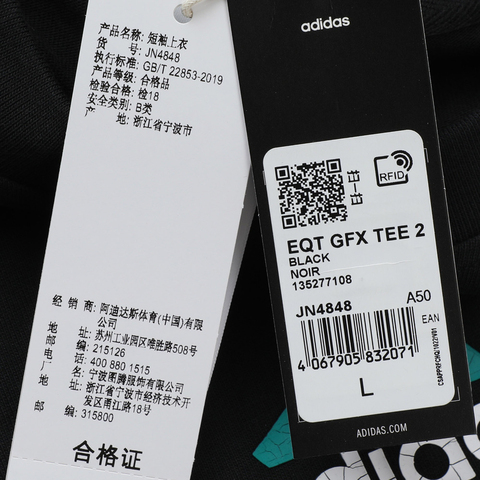 产品名称: 短袖上衣
货 号: JN4848
执行标准: GB/T 22853-2019
产品等级: 合格品
检验合格: 检18
安全类别: B类
产 地: 浙江省宁波市
经 销 商: 阿迪达斯体育(中国)有限
公司
地 址: 苏州工业园区唯胜路508号
邮 编: 215126
电 话: 400 880 1515
厂 名: 宁波图腾服饰有限公司
地 址: 浙江省宁波市经济技术开
发区甬江路18号
邮 编: 315800
合格证
adidas
RFID
EQT GFX TEE 2
BLACK
NOIR
135277108
JN4848 A50
EAN
4 067905 832071
L
ADIDAS.COM
adidas